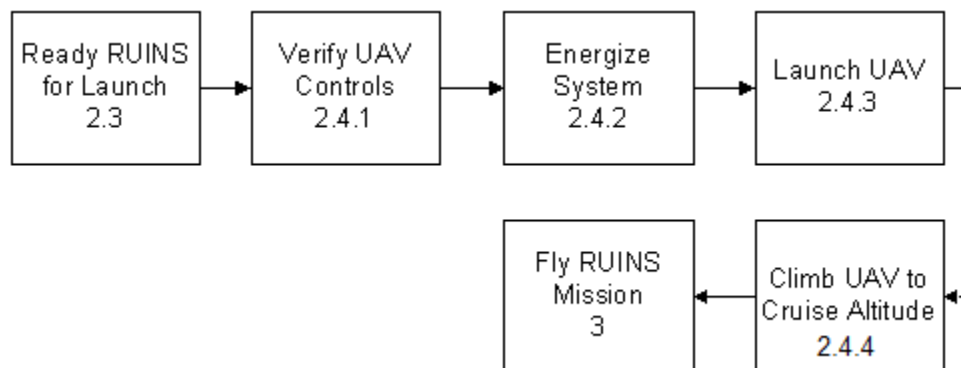 Ready RUINS
for Launch
2.3
Verify UAV
Controls
2.4.1
Energize
System
2.4.2
Launch UAV
2.4.3
Climb UAV to
Cruise Altitude
2.4.4
Fly RUINS
Mission
3